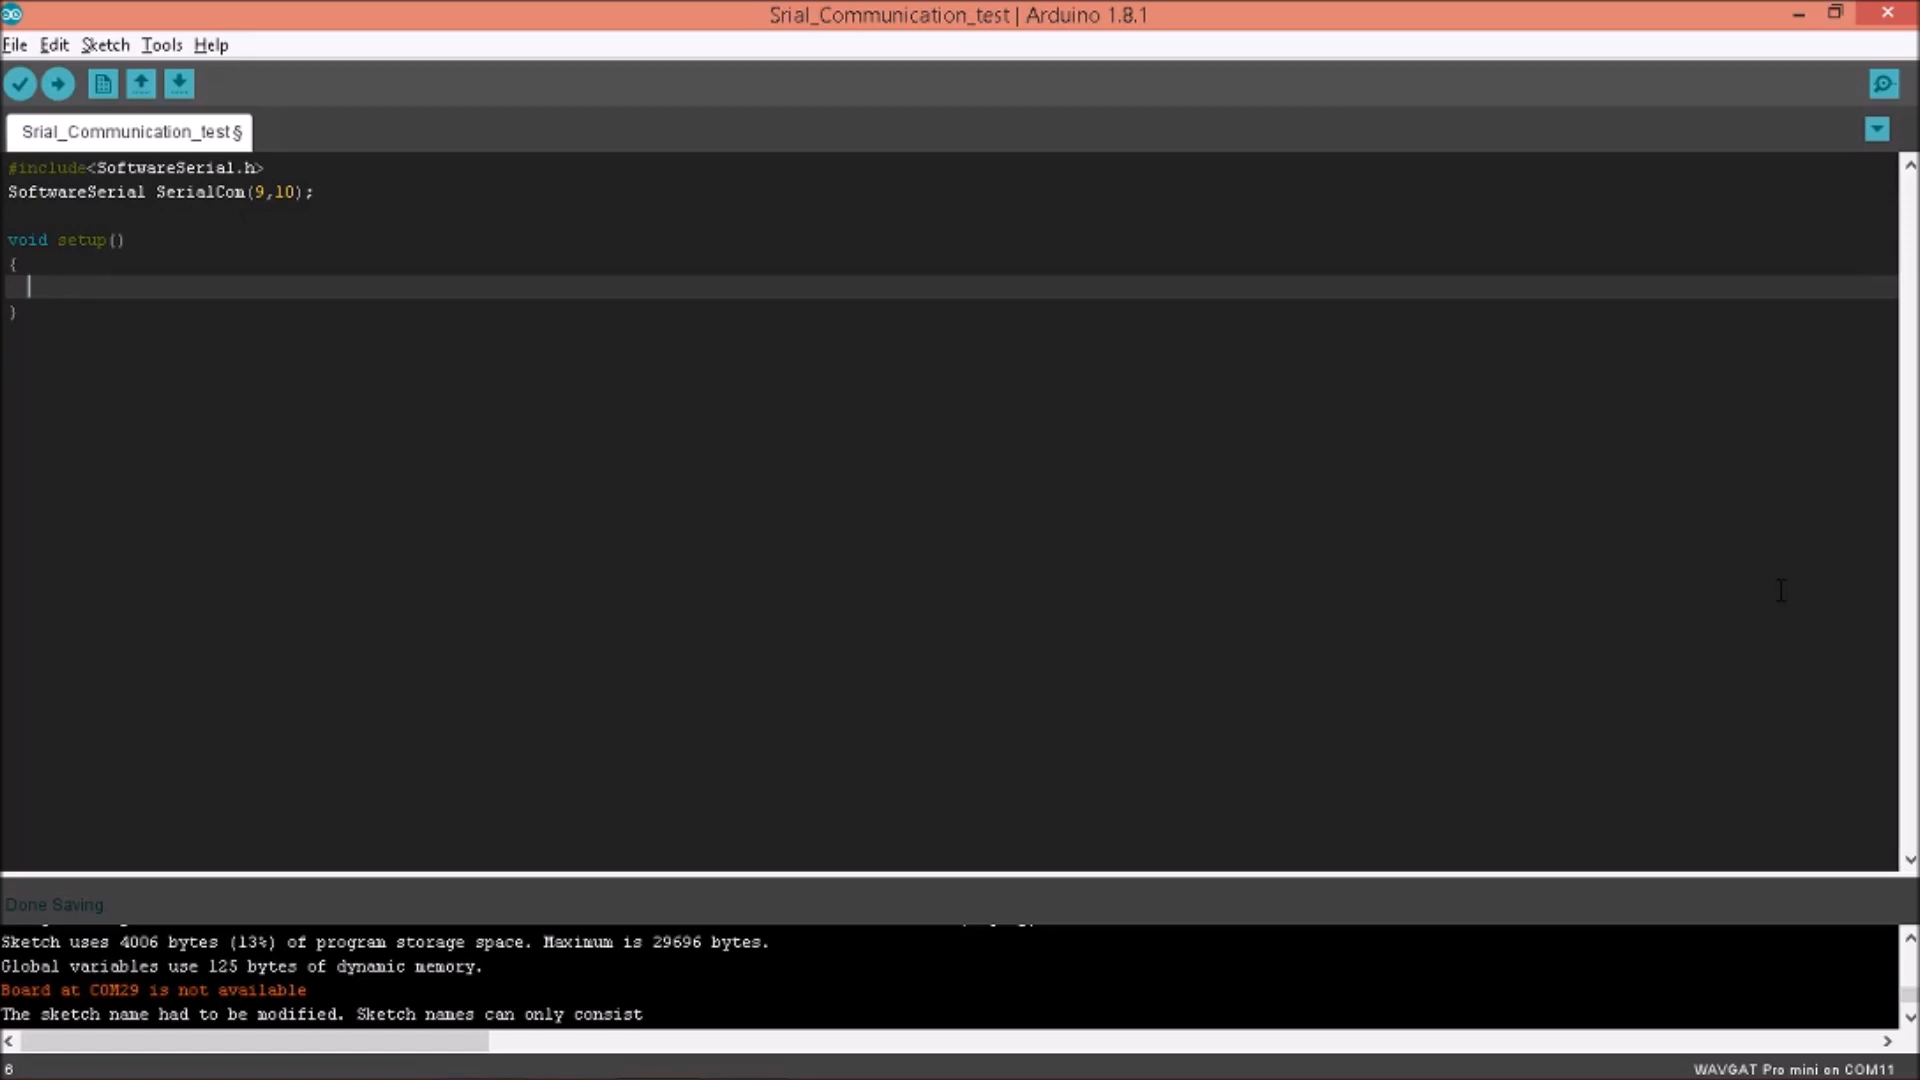 Srial_Communication_test | Arduino 1.8.1
File Edit Sketch Tools Help
Srial_Communication_test §
#include<SoftwareSerial.h>
SoftwareSerial SerialCom(9,10);
void setup()
{
}
Done Saving.
Sketch uses 4006 bytes (13%) of program storage space. Maximum is 29696 bytes.
Global variables use 125 bytes of dynamic memory.
Board at COM29 is not available
The sketch name had to be modified. Sketch names can only consist
6 WAVGAT Pro mini on COM11